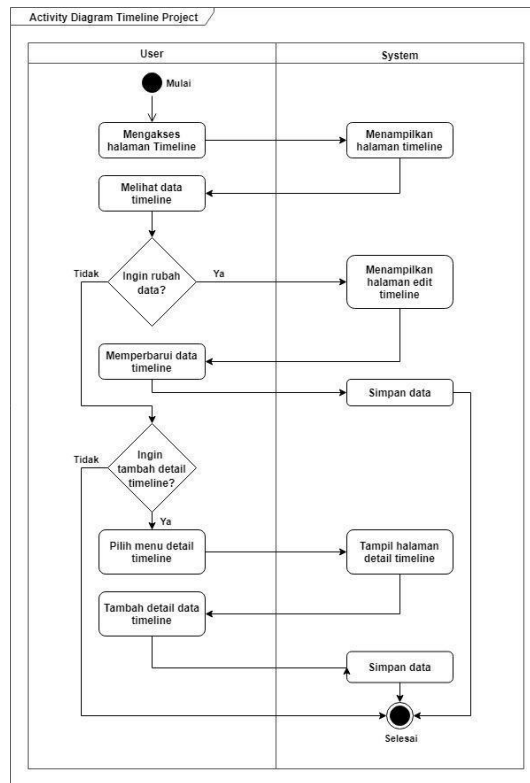 Activity Diagram Timeline Project
User
System
Mulai
Mengakses
halaman Timeline
Menampilkan
halaman timeline
Melihat data
timeline
Tidak
Ingin rubah
data?
Ya
Menampilkan
halaman edit
timeline
Memperbarui data
timeline
Simpan data
Tidak
Ingin
tambah detail
timeline?
Ya
Pilih menu detail
timeline
Tampil halaman
detail timeline
Tambah detail data
timeline
Simpan data
Selesai